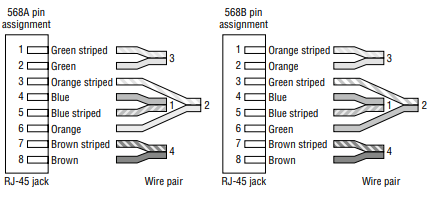 568A pin
assignment
1 Green striped
2 Green
3
3 Orange striped
4 Blue
1 2
5 Blue striped
6 Orange
7 Brown striped
4
8 Brown
RJ-45 jack Wire pair
568B pin
assignment
1 Orange striped
2 Orange
3
3 Green striped
4 Blue
1 2
5 Blue striped
6 Green
7 Brown striped
4
8 Brown
RJ-45 jack Wire pair